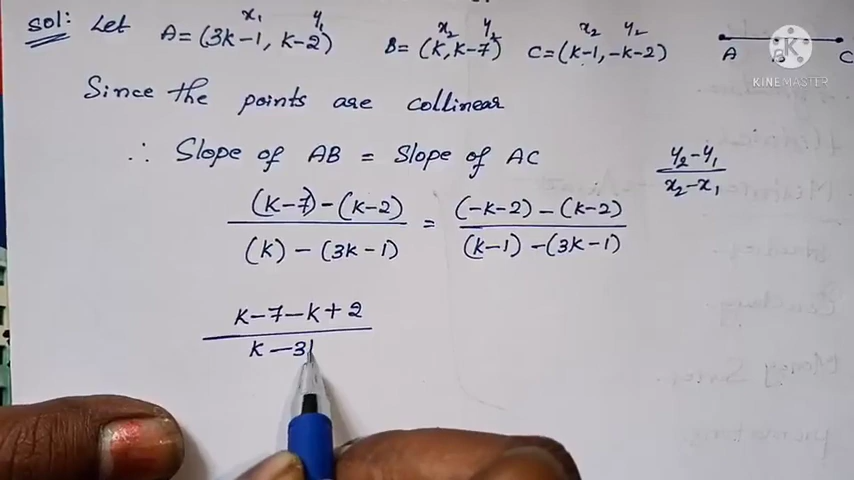 x₁ y₁ x₂ y₂ x₂ y₂
Sol: Let A=(3k-1, k-2) B=(k, k-7) C=(k-1, -k-2) A B C
K
KINEMASTER
Since the points are collinear
∴ Slope of AB = Slope of AC y₂-y₁/x₂-x₁
(k-7)-(k-2)/(k)-(3k-1) = (-k-2)-(k-2)/(k-1)-(3k-1)
k-7-k+2
k-3